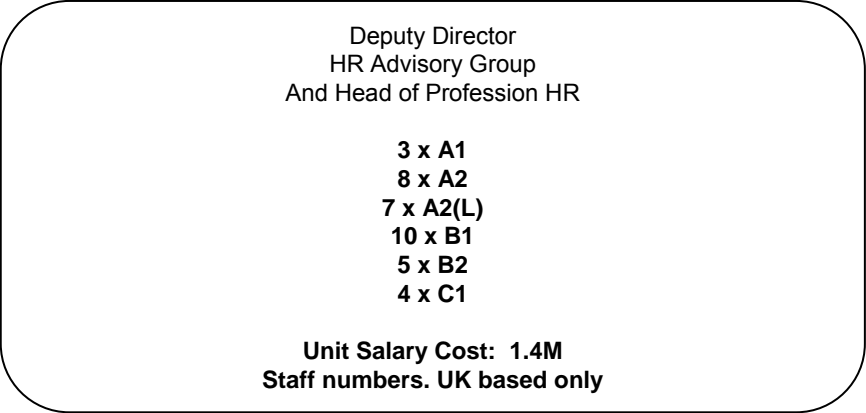 Deputy Director
HR Advisory Group
And Head of Profession HR
3 x A1
8 x A2
7 x A2(L)
10 x B1
5 x B2
4 x C1
Unit Salary Cost:  1.4M
Staff numbers. UK based only